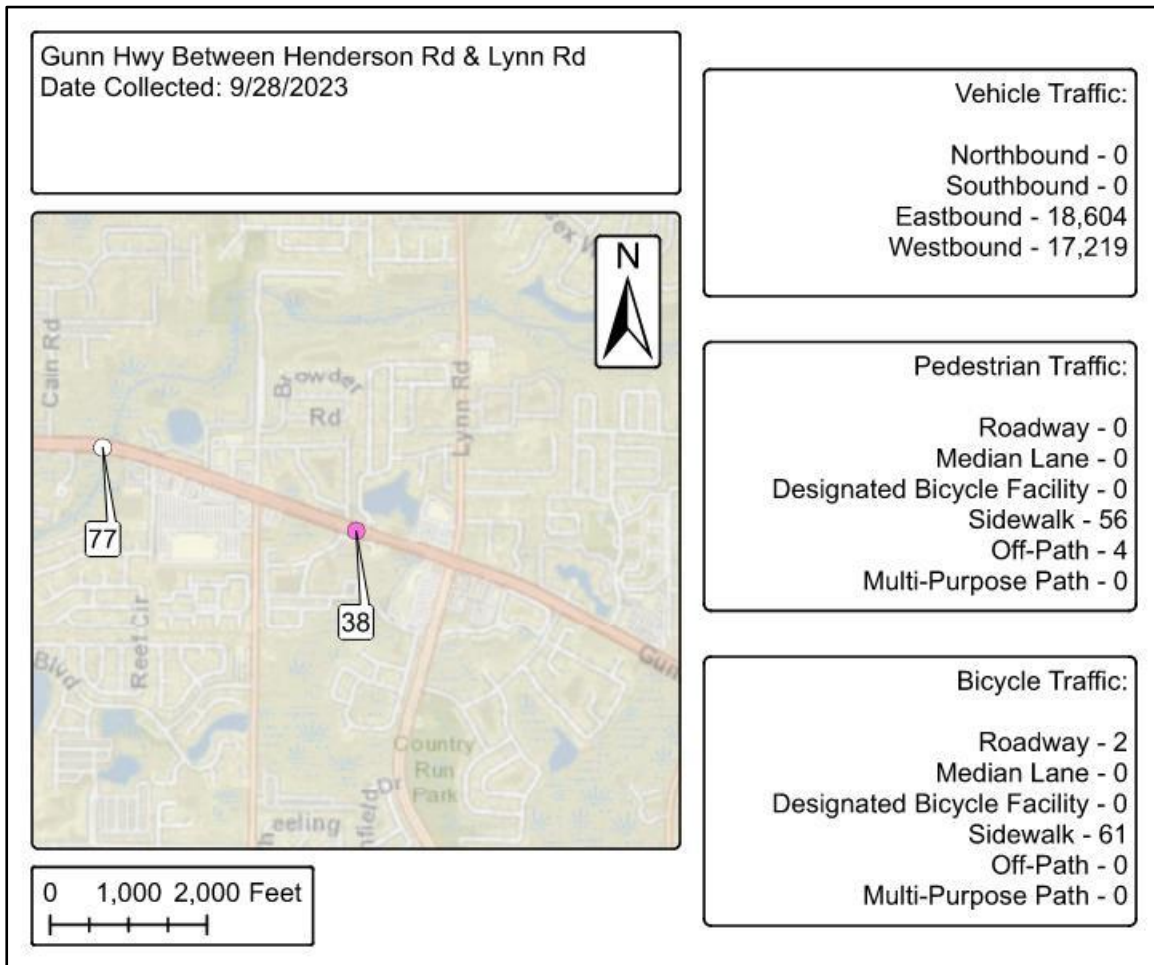 Gunn Hwy Between Henderson Rd & Lynn Rd
Date Collected: 9/28/2023
Vehicle Traffic:
Northbound - 0
Southbound - 0
Eastbound - 18,604
Westbound - 17,219
Pedestrian Traffic:
Roadway - 0
Median Lane - 0
Designated Bicycle Facility - 0
Sidewalk - 56
Off-Path - 4
Multi-Purpose Path - 0
Bicycle Traffic:
Roadway - 2
Median Lane - 0
Designated Bicycle Facility - 0
Sidewalk - 61
Off-Path - 0
Multi-Purpose Path - 0
N
Cain Rd
Browder
Rd
Lynn Rd
77
38
Reef Cir
Blvd
Gun
Country
Run
Park
Dr
nfield
heeling
0 1,000 2,000 Feet